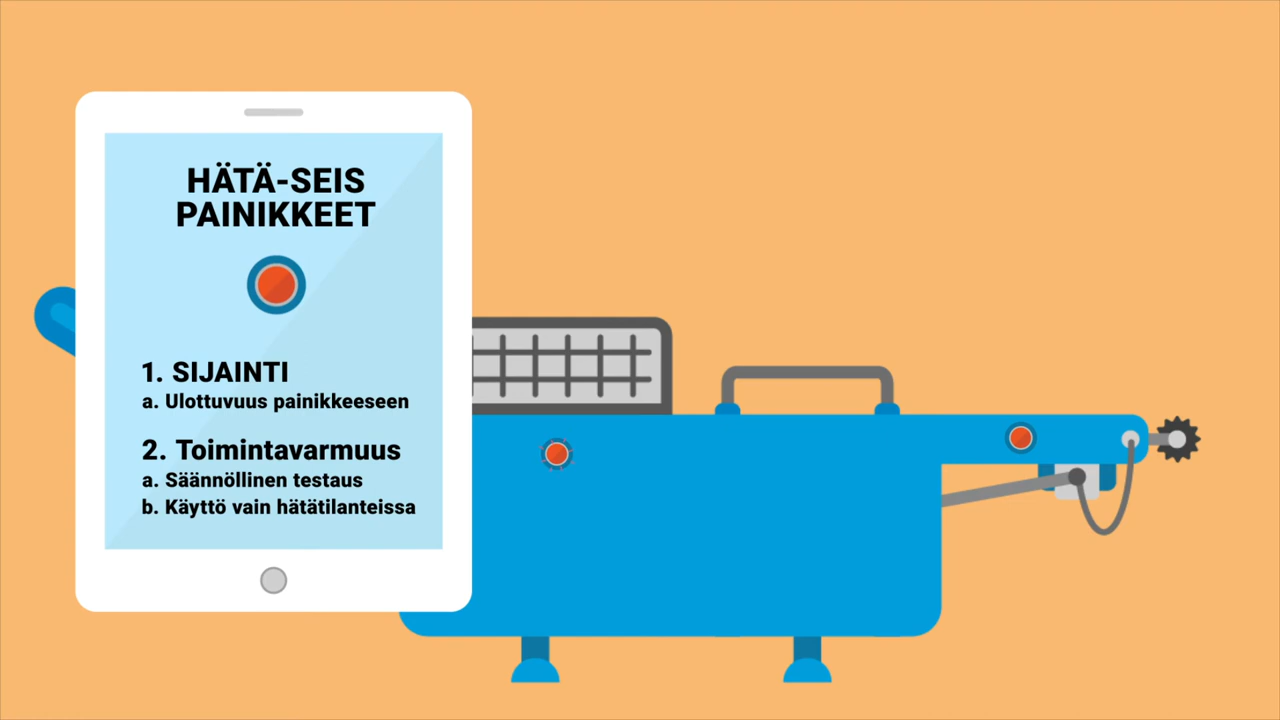 HÄTÄ-SEIS
PAINIKKEET
1. SIJAINTI
a. Ulottuvuus painikkeeseen
2. Toimintavarmuus
a. Säännöllinen testaus
b. Käyttö vain hätätilanteissa